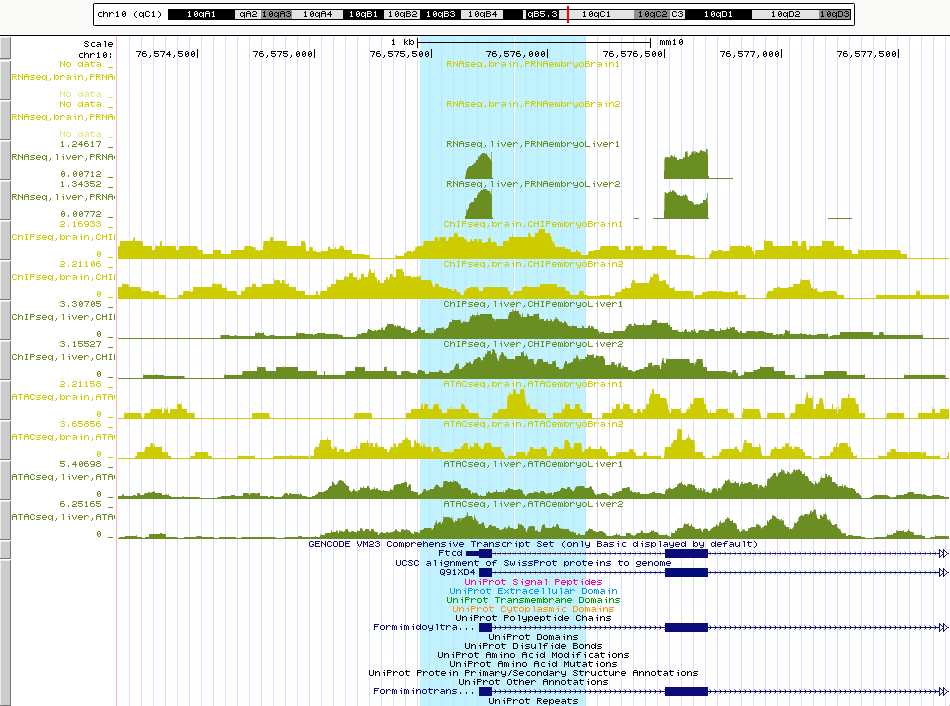 chr10 (qC1) 10qA1 qA2 10qA3 10qA4 10qB1 10qB2 10qB3 10qB4 qB5.3 10qC1 10qC2 C3 10qD1 10qD2 10qD3
Scale 1 kb mm10
chr10: 76,574,500 76,575,000 76,575,500 76,576,000 76,576,500 76,577,000 76,577,500
No data _ RNAseq,brain,PRNAembryoBrain1
RNAseq,brain,PRNA
No data _
No data _ RNAseq,brain,PRNAembryoBrain2
RNAseq,brain,PRNA
No data _
1.24617 _ RNAseq,liver,PRNAembryoLiver1
RNAseq,liver,PRNA
0.00712 _
1.34352 _ RNAseq,liver,PRNAembryoLiver2
RNAseq,liver,PRNA
0.00772 _
2.16933 _ ChIPseq,brain,CHIPembryoBrain1
ChIPseq,brain,CHI
0 _
2.21106 _ ChIPseq,brain,CHIPembryoBrain2
ChIPseq,brain,CHI
0 _
3.30705 _ ChIPseq,liver,CHIPembryoLiver1
ChIPseq,liver,CHI
0 _
3.15527 _ ChIPseq,liver,CHIPembryoLiver2
ChIPseq,liver,CHI
0 _
2.21158 _ ATACseq,brain,ATACembryoBrain1
ATACseq,brain,ATA
0 _
3.65856 _ ATACseq,brain,ATACembryoBrain2
ATACseq,brain,ATA
0 _
5.40698 _ ATACseq,liver,ATACembryoLiver1
ATACseq,liver,ATA
0 _
6.25165 _ ATACseq,liver,ATACembryoLiver2
ATACseq,liver,ATA
0 _
GENCODE VM23 Comprehensive Transcript Set (only Basic displayed by default)
Ftcd
UCSC alignment of SwissProt proteins to genome
Q91XD4
UniProt Signal Peptides
UniProt Extracellular Domain
UniProt Transmembrane Domains
UniProt Cytoplasmic Domains
UniProt Polypeptide Chains
Formimidoyltra...
UniProt Domains
UniProt Disulfide Bonds
UniProt Amino Acid Modifications
UniProt Amino Acid Mutations
UniProt Protein Primary/Secondary Structure Annotations
UniProt Other Annotations
Formiminotrans...
UniProt Repeats